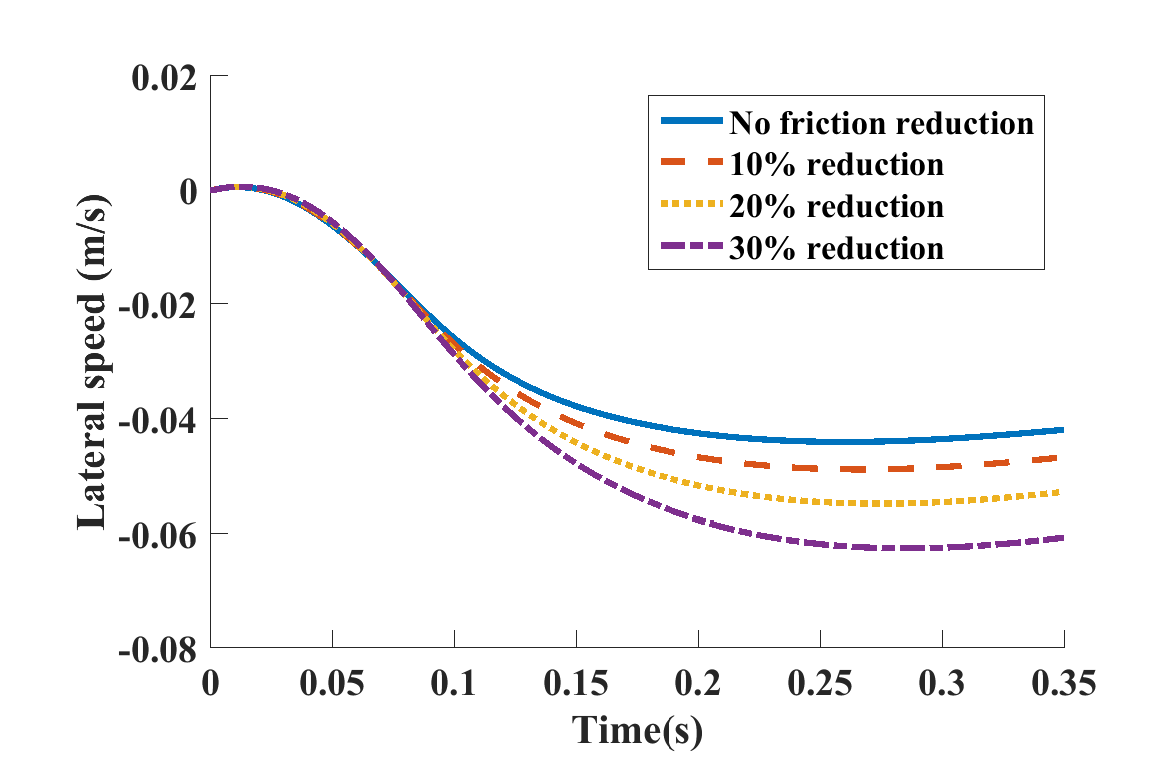 0.02
0
-0.02
-0.04
-0.06
-0.08
Lateral speed (m/s)
No friction reduction
10% reduction
20% reduction
30% reduction
0 0.05 0.1 0.15 0.2 0.25 0.3 0.35
Time(s)